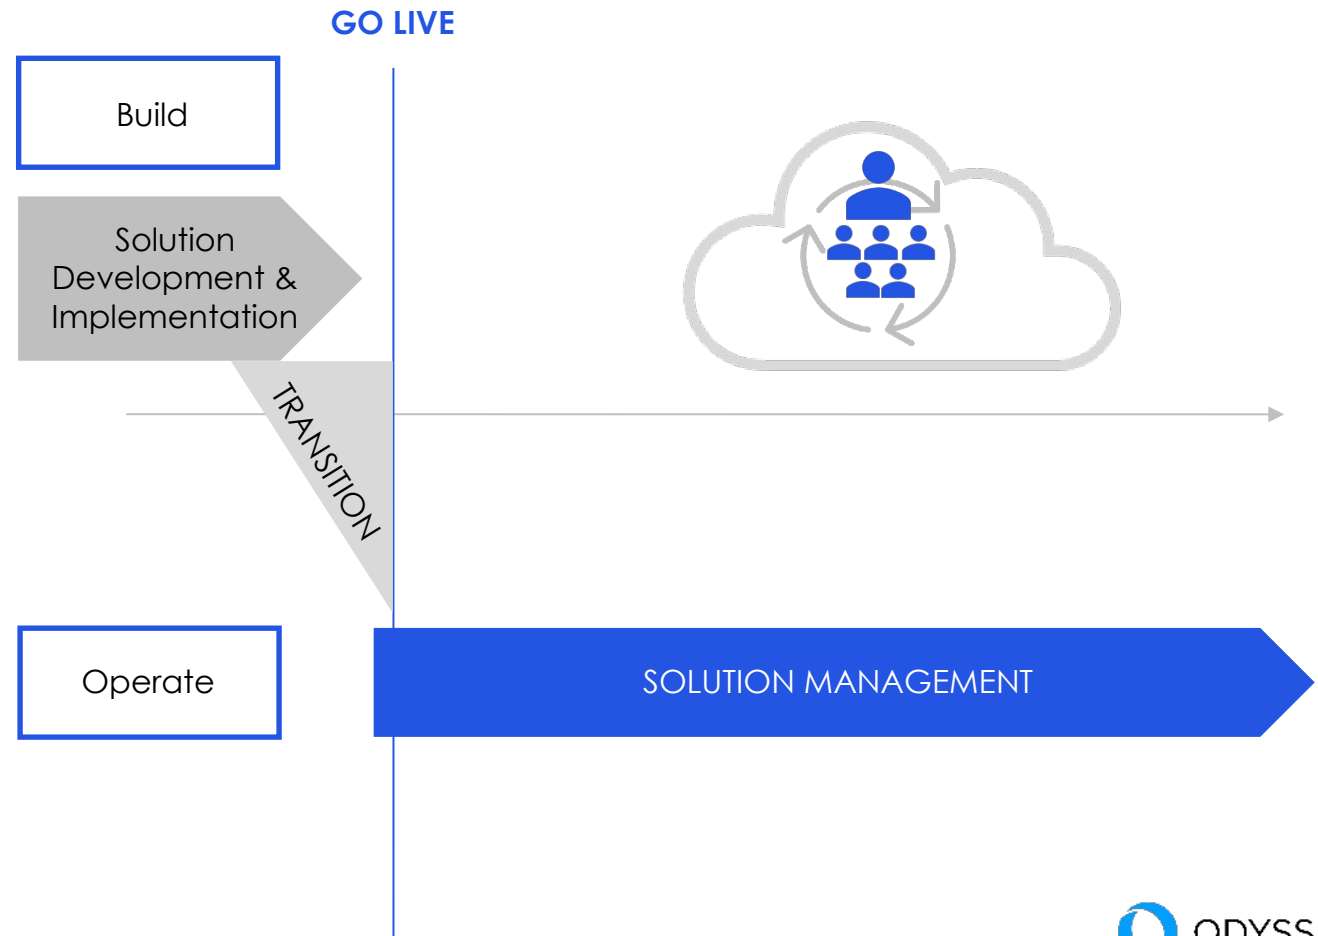 GO LIVE
Build
Solution
Development &
Implementation
TRANSITION
Operate
SOLUTION MANAGEMENT